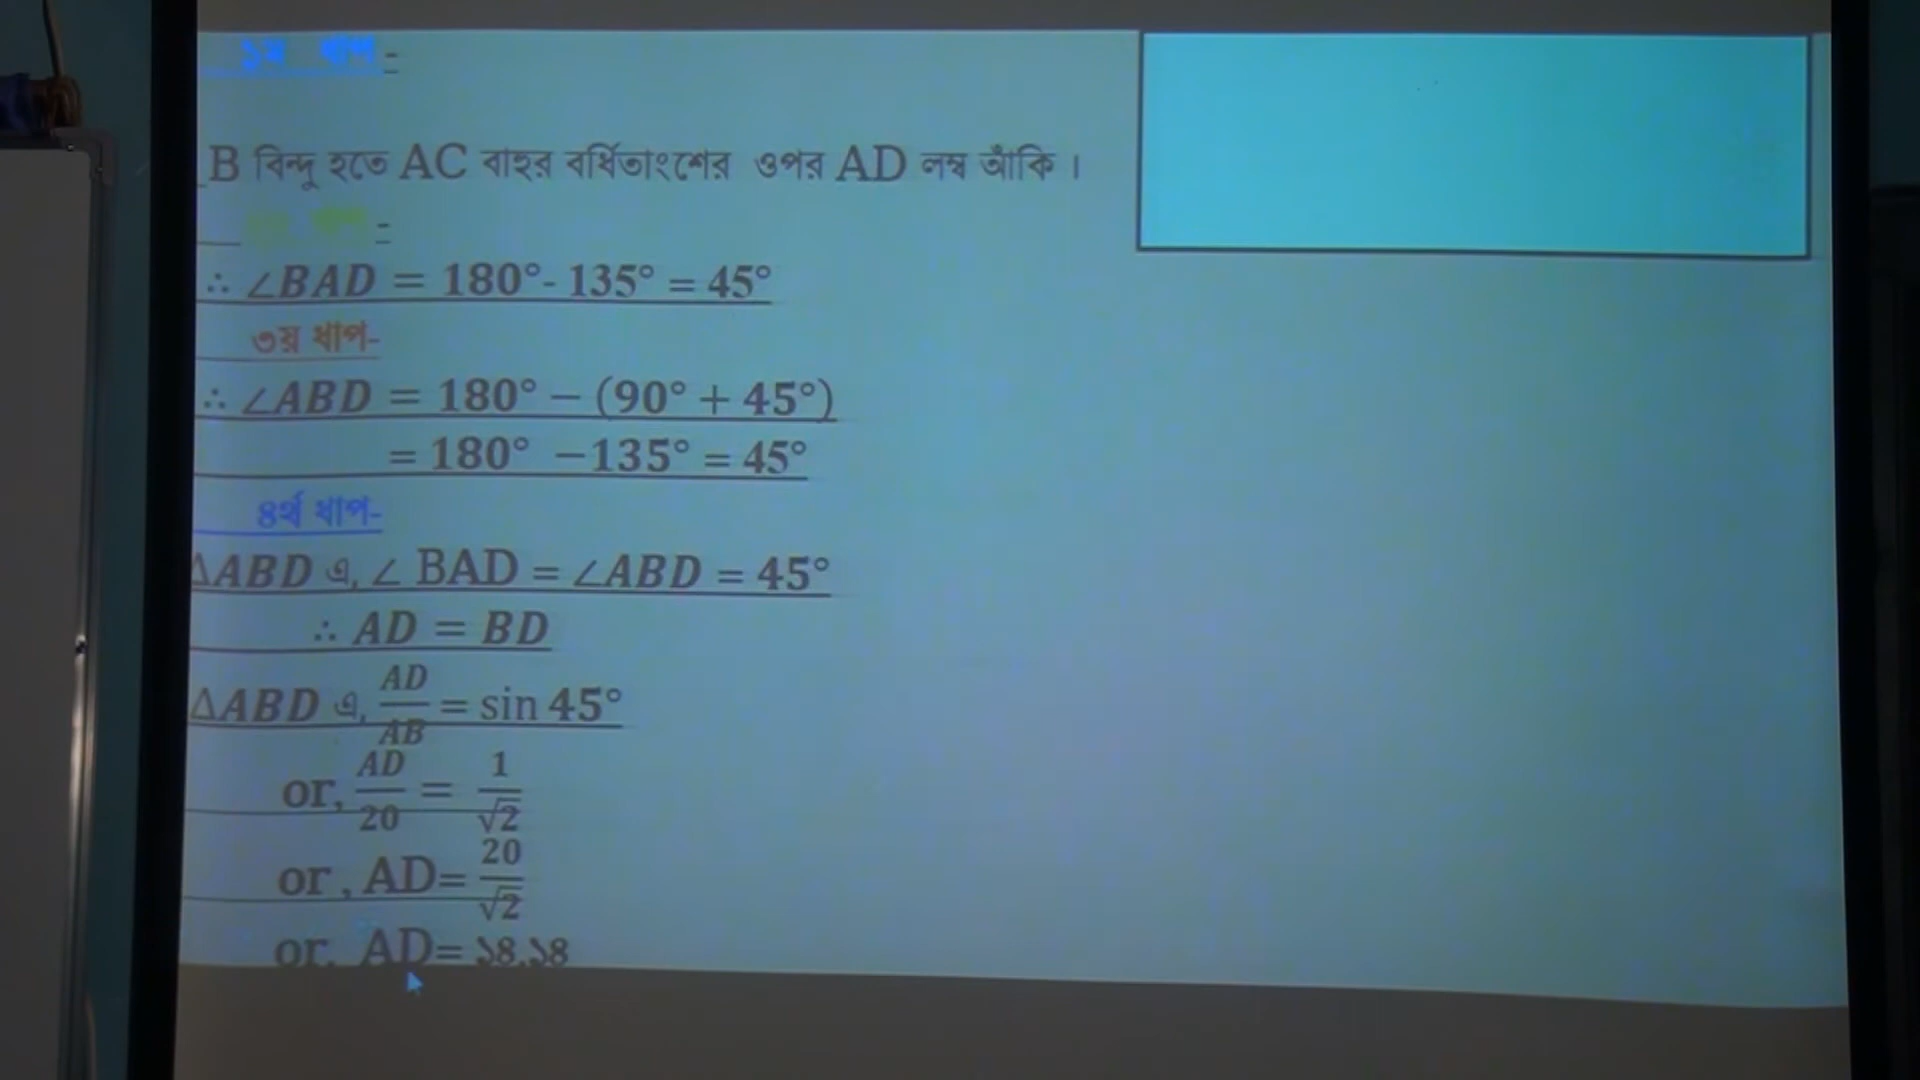 ১ম ধাপ-
B বিন্দু হতে AC বাহুর বর্ধিতাংশের ওপর AD লম্ব আঁকি।
ধাপ-
∴ ∠BAD = 180°- 135° = 45°
৩য় ধাপ-
∴ ∠ABD = 180° − (90° + 45°)
= 180° −135° = 45°
৪র্থ ধাপ-
ΔABD এ, ∠ BAD = ∠ABD = 45°
∴ AD = BD
ΔABD এ, AD/AB = sin 45°
or, AD/20 = 1/√2
or , AD= 20/√2
or, AD= ১৪.১৪